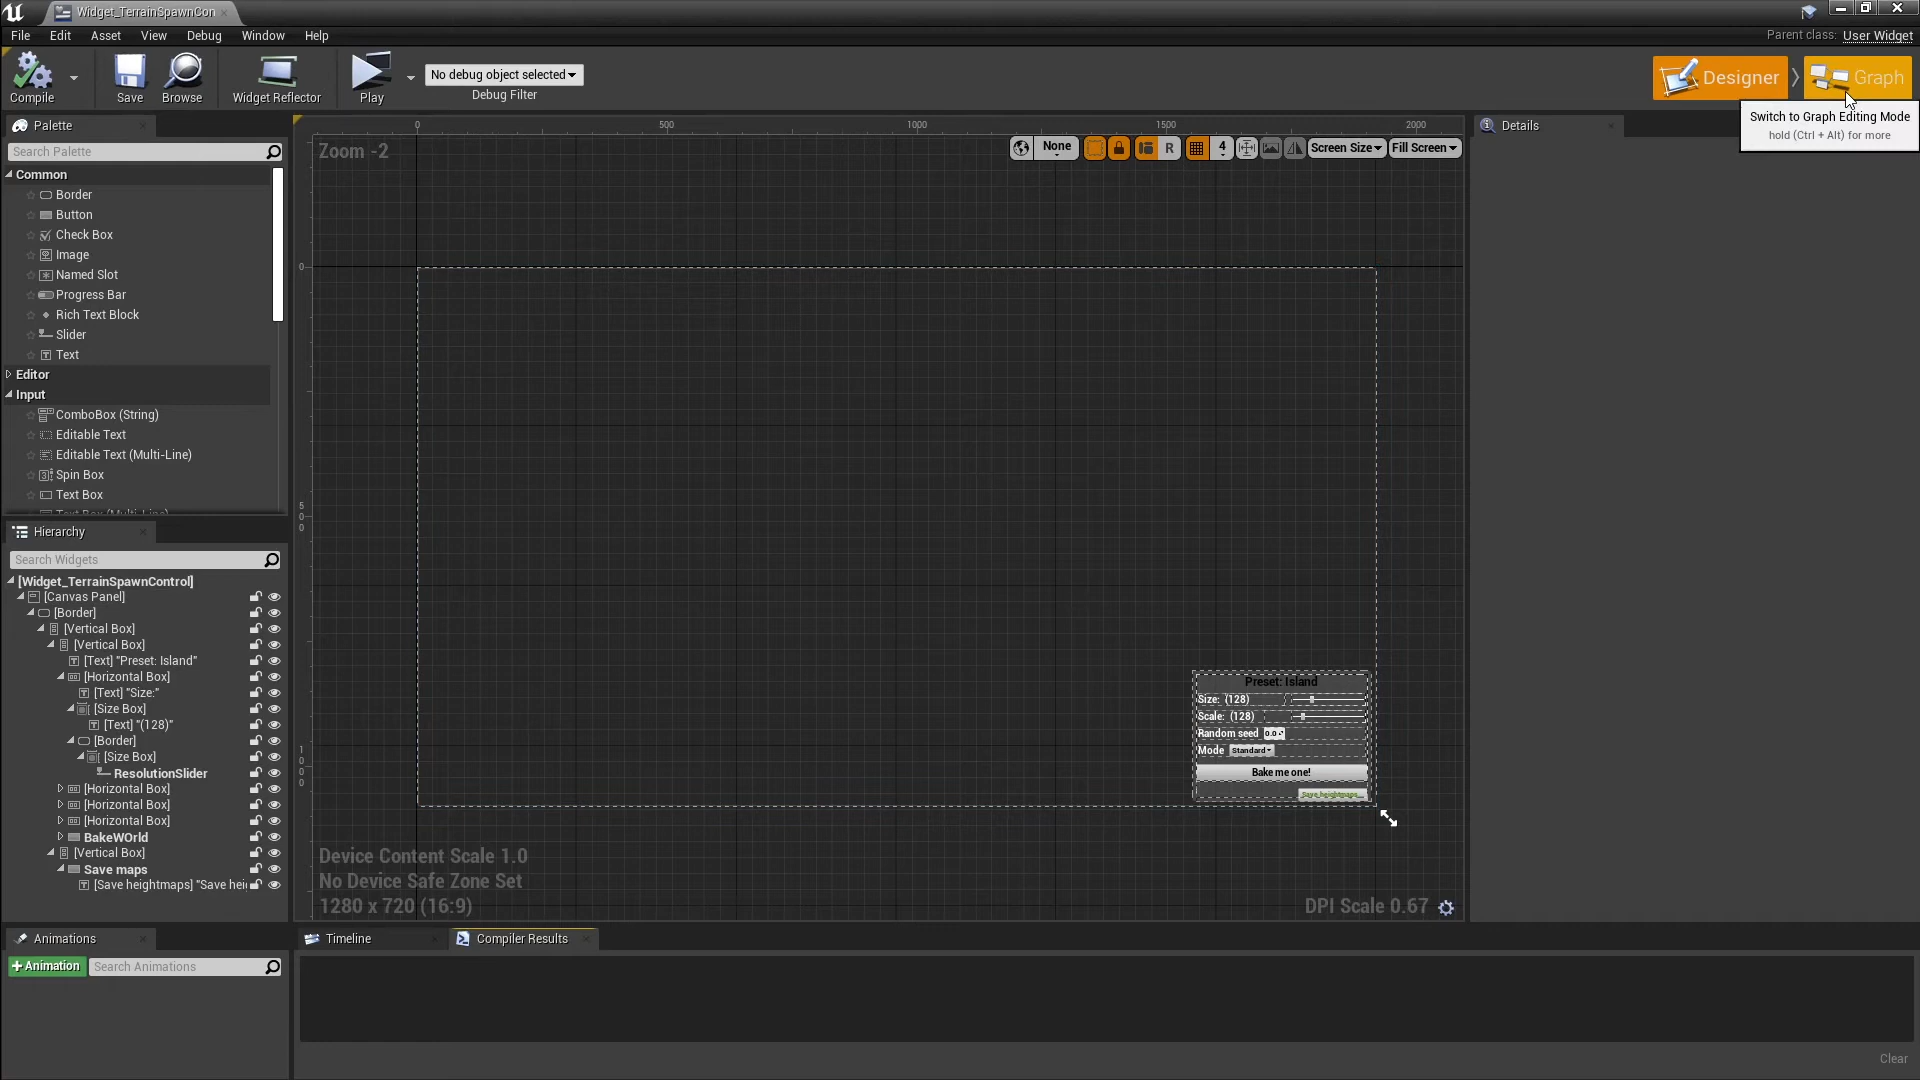 Widget_TerrainSpawnCon
File Edit Asset View Debug Window Help
Parent class: User Widget
Compile
Save
Browse
Widget Reflector
Play
No debug object selected
Debug Filter
Designer
Graph
Switch to Graph Editing Mode
hold (Ctrl + Alt) for more
Palette
Search Palette
Common
Border
Button
Check Box
Image
Named Slot
Progress Bar
Rich Text Block
Slider
Text
Editor
Input
ComboBox (String)
Editable Text
Editable Text (Multi-Line)
Spin Box
Text Box
Text Box (Multi-Line)
Hierarchy
Search Widgets
[Widget_TerrainSpawnControl]
[Canvas Panel]
[Border]
[Vertical Box]
[Vertical Box]
[Text] "Preset: Island"
[Horizontal Box]
[Text] "Size:"
[Size Box]
[Text] "(128)"
[Border]
[Size Box]
ResolutionSlider
[Horizontal Box]
[Horizontal Box]
[Horizontal Box]
BakeWOrld
[Vertical Box]
Save maps
[Save heightmaps] "Save hei
Animations
+Animation
Search Animations
0 500 1000 1500 2000
Zoom -2
None
R
4
Screen Size
Fill Screen
0
500
1000
Preset: Island
Size: (128)
Scale: (128)
Random seed 0.0
Mode Standard
Bake me one!
Save heightmaps...
Device Content Scale 1.0
No Device Safe Zone Set
1280 x 720 (16:9)
DPI Scale 0.67
Details
Timeline
Compiler Results
Clear